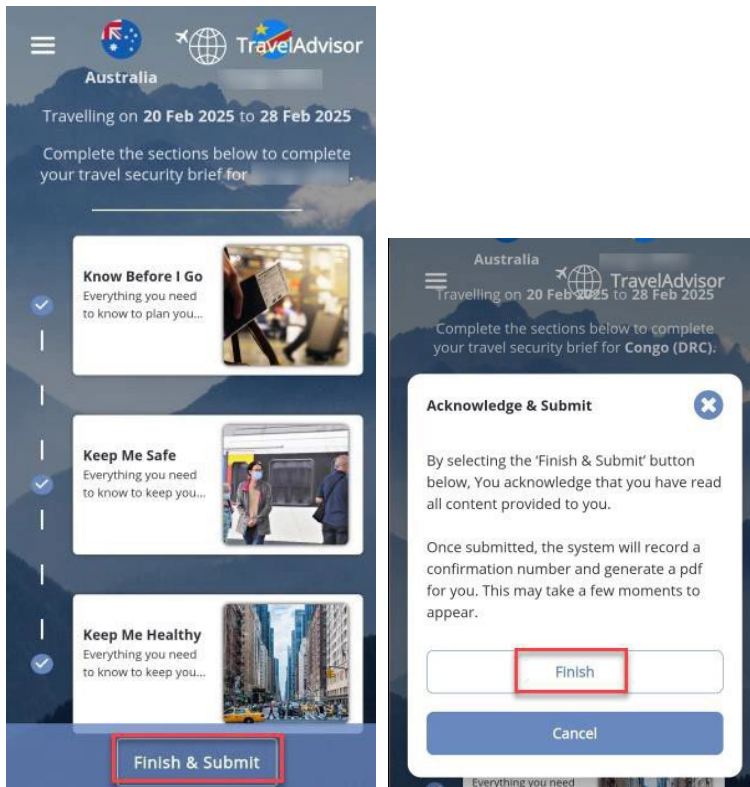 TravelAdvisor
Australia
Travelling on 20 Feb 2025 to 28 Feb 2025
Complete the sections below to complete
your travel security brief for .
Know Before I Go
Everything you need
to know to plan you...
Keep Me Safe
Everything you need
to know to keep you...
Keep Me Healthy
Everything you need
to know to keep you...
Finish & Submit
Australia
TravelAdvisor
Travelling on 20 Feb 2025 to 28 Feb 2025
Complete the sections below to complete
your travel security brief for Congo (DRC).
Acknowledge & Submit
By selecting the 'Finish & Submit' button
below, You acknowledge that you have read
all content provided to you.
Once submitted, the system will record a
confirmation number and generate a pdf
for you. This may take a few moments to
appear.
Finish
Cancel
Everything you need